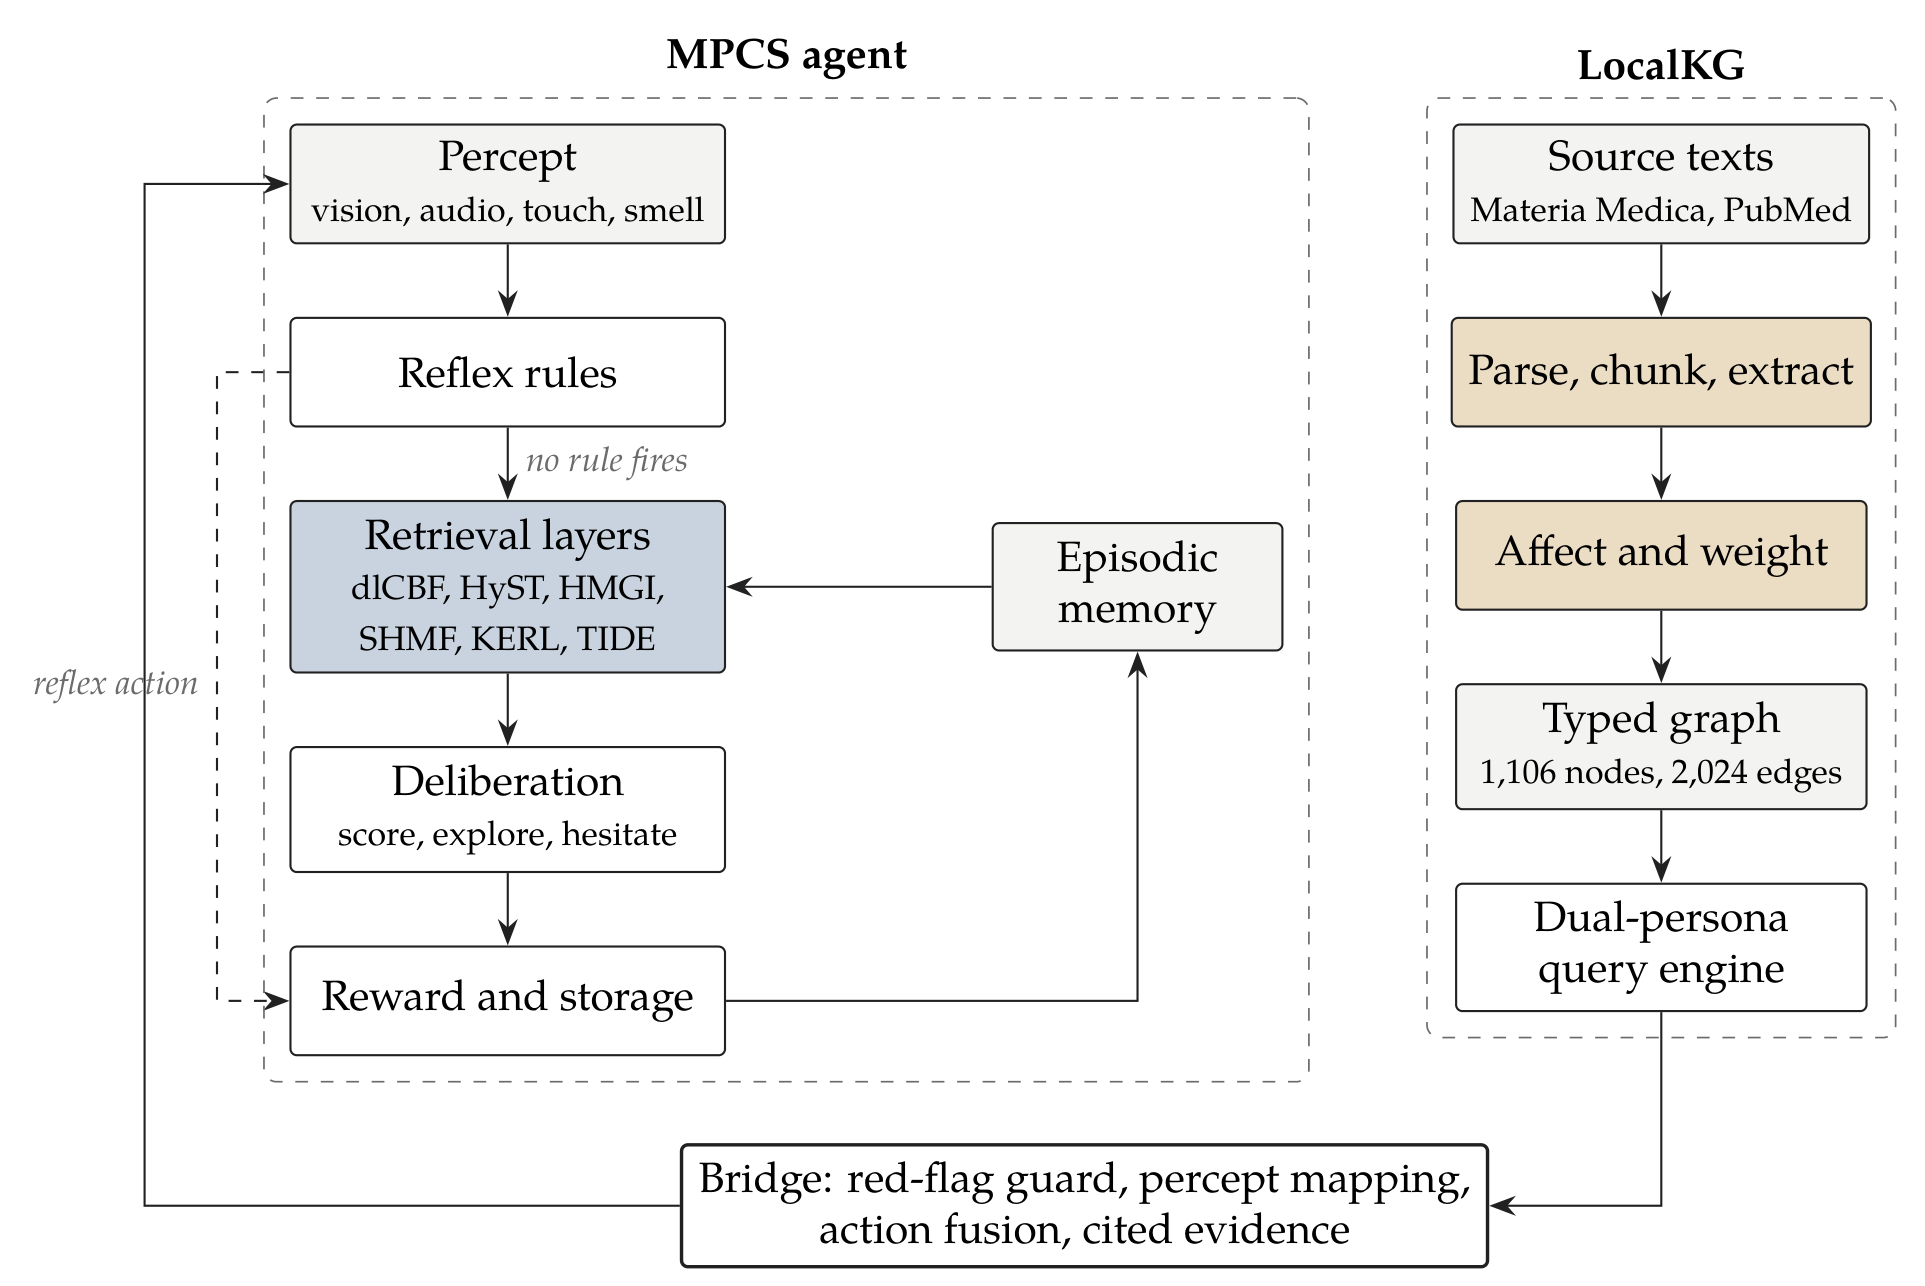 MPCS agent
Percept
vision, audio, touch, smell
Reflex rules
no rule fires
Retrieval layers
dlCBF, HyST, HMGI,
SHMF, KERL, TIDE
Episodic
memory
reflex action
Deliberation
score, explore, hesitate
Reward and storage
LocalKG
Source texts
Materia Medica, PubMed
Parse, chunk, extract
Affect and weight
Typed graph
1,106 nodes, 2,024 edges
Dual-persona
query engine
Bridge: red-flag guard, percept mapping,
action fusion, cited evidence